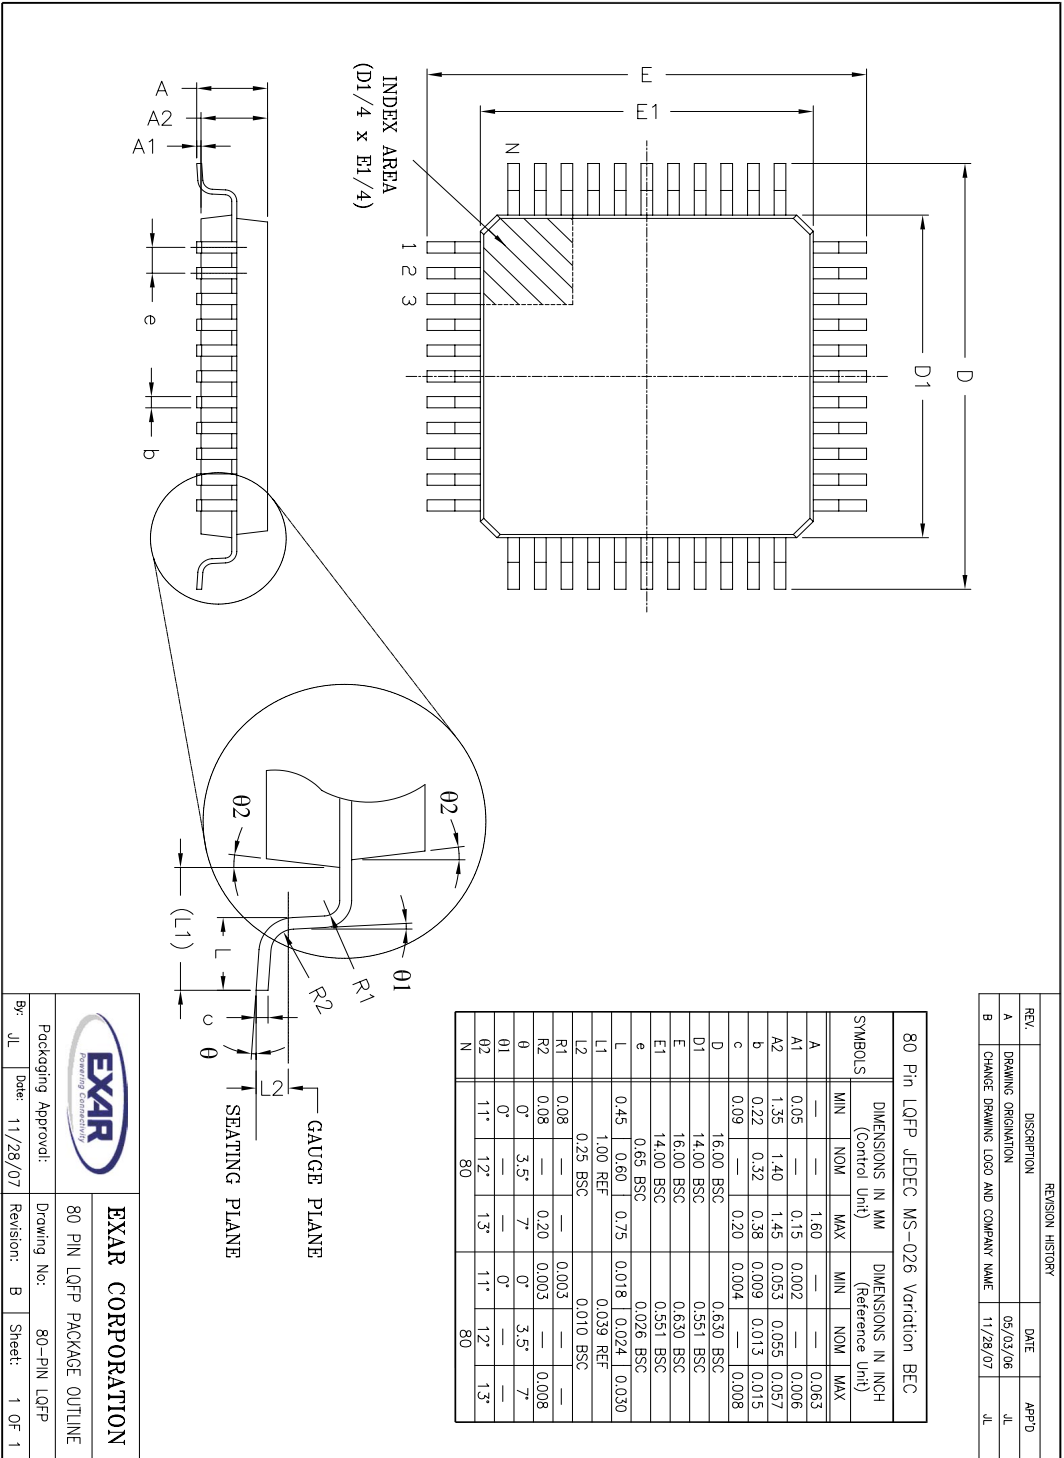 REVISION HISTORY
REV. DISCRIPTION DATE APP'D
A DRAWING ORIGINATION 05/03/06 JL
B CHANGE DRAWING LOGO AND COMPANY NAME 11/28/07 JL
D
D1
E
E1
N
1 2 3
INDEX AREA
(D1/4 x E1/4)
A
A2
A1
e
b
80 Pin LQFP JEDEC MS-026 Variation BEC
SYMBOLS DIMENSIONS IN MM (Control Unit) DIMENSIONS IN INCH (Reference Unit)
MIN NOM MAX MIN NOM MAX
A — — 1.60 — — 0.063
A1 0.05 — 0.15 0.002 — 0.006
A2 1.35 1.40 1.45 0.053 0.055 0.057
b 0.22 0.32 0.38 0.009 0.013 0.015
c 0.09 — 0.20 0.004 — 0.008
D 16.00 BSC 0.630 BSC
D1 14.00 BSC 0.551 BSC
E 16.00 BSC 0.630 BSC
E1 14.00 BSC 0.551 BSC
e 0.65 BSC 0.026 BSC
L 0.45 0.60 0.75 0.018 0.024 0.030
L1 1.00 REF 0.039 REF
L2 0.25 BSC 0.010 BSC
R1 0.08 — — 0.003 — —
R2 0.08 — 0.20 0.003 — 0.008
θ 0° 3.5° 7° 0° 3.5° 7°
θ1 0° — — 0° — —
θ2 11° 12° 13° 11° 12° 13°
N 80 80
θ2
θ2
θ1
R1
R2
L
(L1)
c
θ
L2
GAUGE PLANE
SEATING PLANE
EXAR
Powering Connectivity
EXAR CORPORATION
80 PIN LQFP PACKAGE OUTLINE
Packaging Approval: Drawing No: 80-PIN LQFP
By: JL Date: 11/28/07 Revision: B Sheet: 1 OF 1